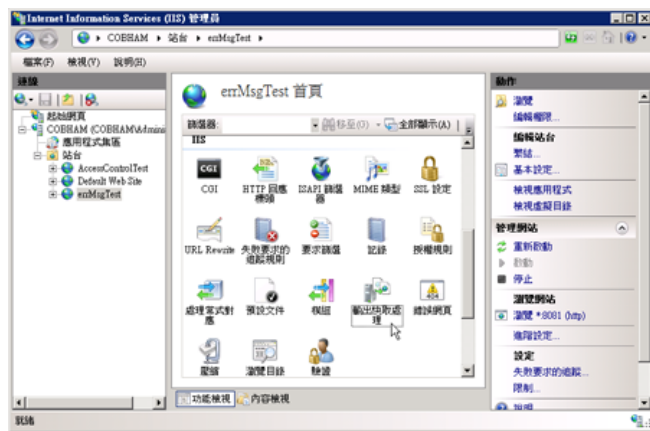 Internet Information Services (IIS) 管理員
COBHAM ▸ 站台 ▸ errMsgTest ▸
檔案(F) 檢視(V) 說明(H)
連線
起始網頁
COBHAM (COBHAM\Admins
應用程式集區
站台
AccessControlTest
Default Web Site
errMsgTest
errMsgTest 首頁
篩選器: 移至(O) 全部顯示(A)
IIS
CGI HTTP 回應標頭 ISAPI 篩選器 MIME 類型 SSL 設定
URL Rewrite 失敗要求的追蹤規則 要求篩選 記錄 授權規則
處理常式對應 預設文件 模組 輸出快取處理 錯誤網頁
壓縮 瀏覽目錄 驗證
功能檢視 內容檢視
動作
瀏覽
編輯權限...
編輯站台
繫結...
基本設定...
檢視應用程式
檢視虛擬目錄
管理網站
重新啟動
啟動
停止
瀏覽網站
瀏覽 *:8081 (http)
進階設定...
設定
失敗要求的追蹤...
限制...
說明
就緒